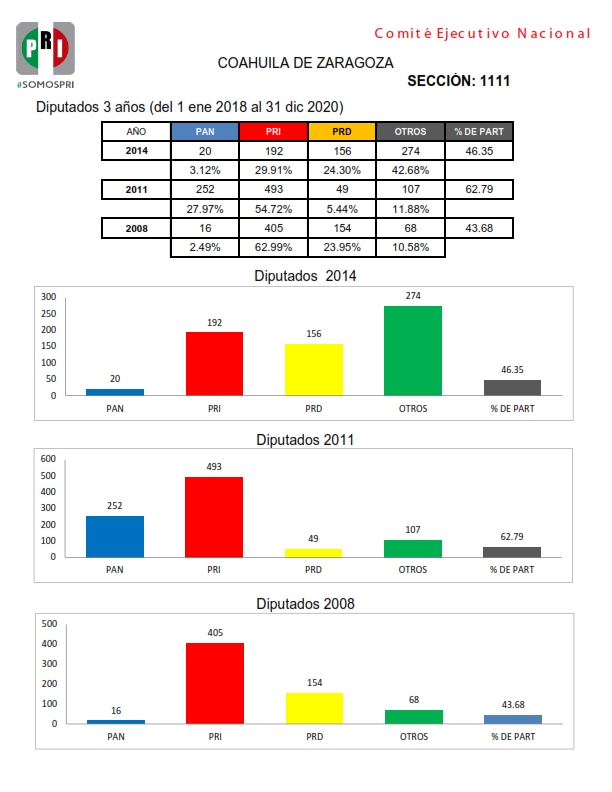 Comité Ejecutivo Nacional
PRI
#SOMOSPRI
COAHUILA DE ZARAGOZA
SECCIÓN: 1111
Diputados 3 años (del 1 ene 2018 al 31 dic 2020)
AÑO PAN PRI PRD OTROS % DE PART
2014 20 192 156 274 46.35
3.12% 29.91% 24.30% 42.68%
2011 252 493 49 107 62.79
27.97% 54.72% 5.44% 11.88%
2008 16 405 154 68 43.68
2.49% 62.99% 23.95% 10.58%
Diputados 2014
300
250
200
150
100
50
0
20 192 156 274 46.35
PAN PRI PRD OTROS % DE PART
Diputados 2011
600
500
400
300
200
100
0
252 493 49 107 62.79
PAN PRI PRD OTROS % DE PART
Diputados 2008
500
400
300
200
100
0
16 405 154 68 43.68
PAN PRI PRD OTROS % DE PART